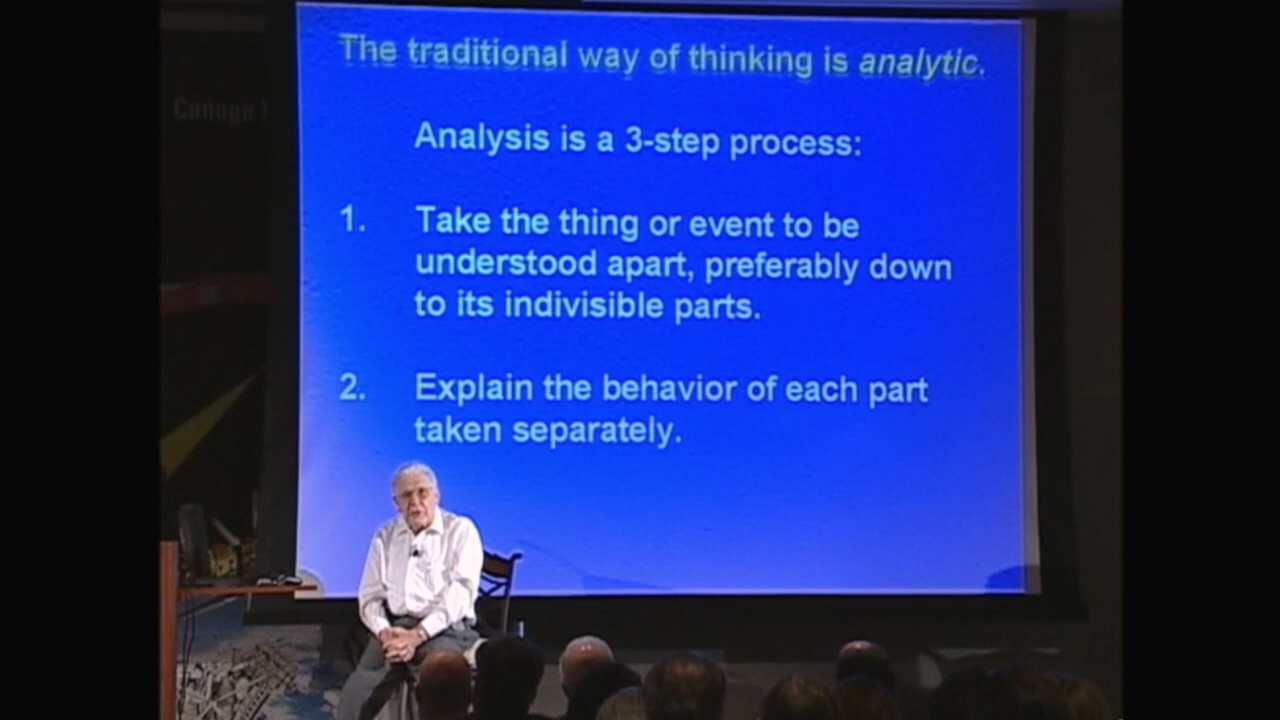 The traditional way of thinking is analytic.
Canoga
Analysis is a 3-step process:
1. Take the thing or event to be
understood apart, preferably down
to its indivisible parts.
2. Explain the behavior of each part
taken separately.